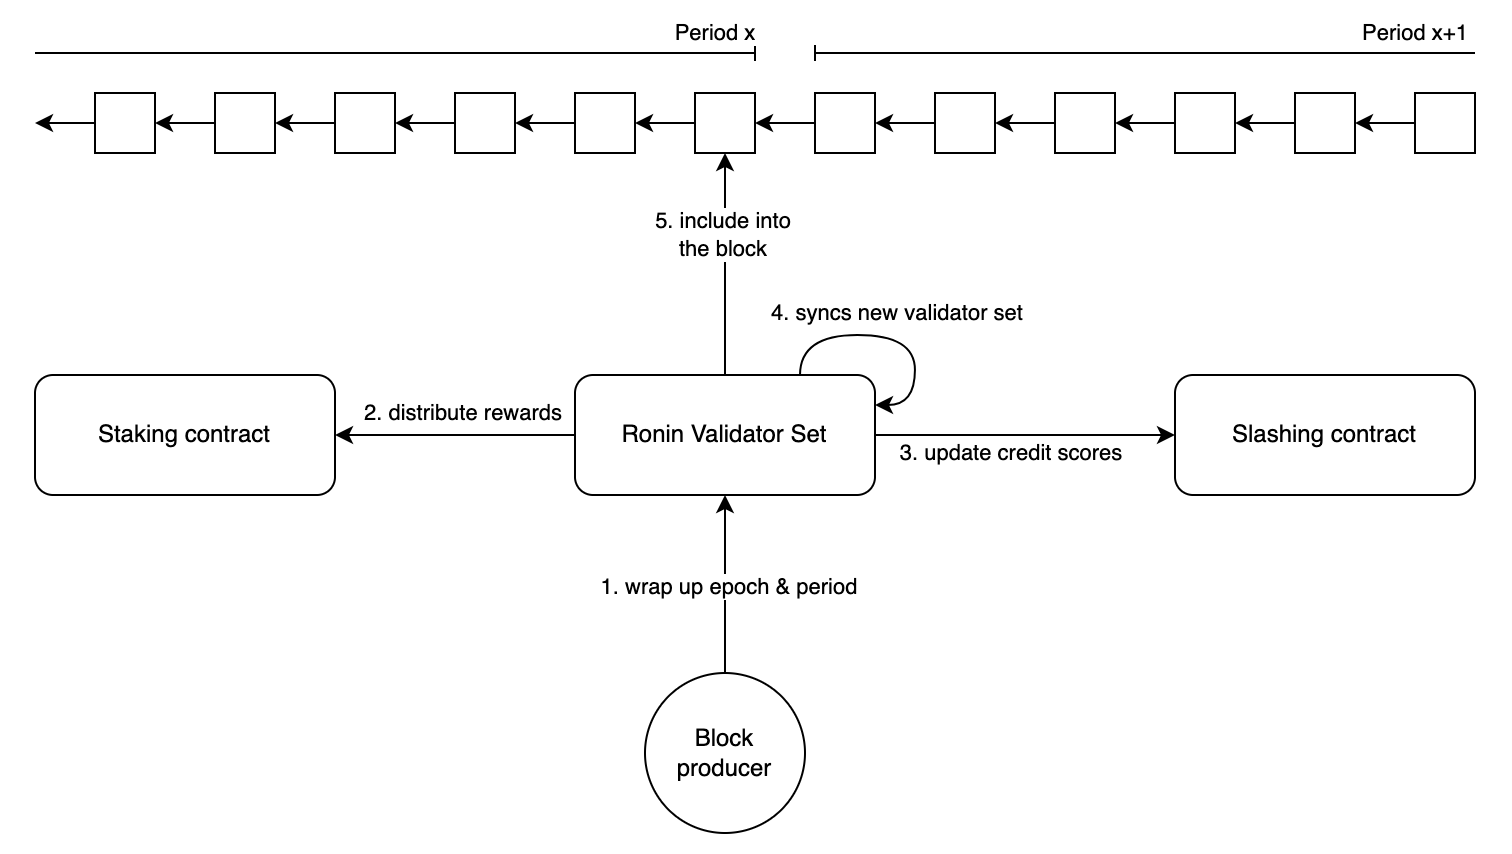 Period x
Period x+1
5. include into
the block
4. syncs new validator set
2. distribute rewards
Staking contract
Ronin Validator Set
Slashing contract
3. update credit scores
1. wrap up epoch & period
Block
producer